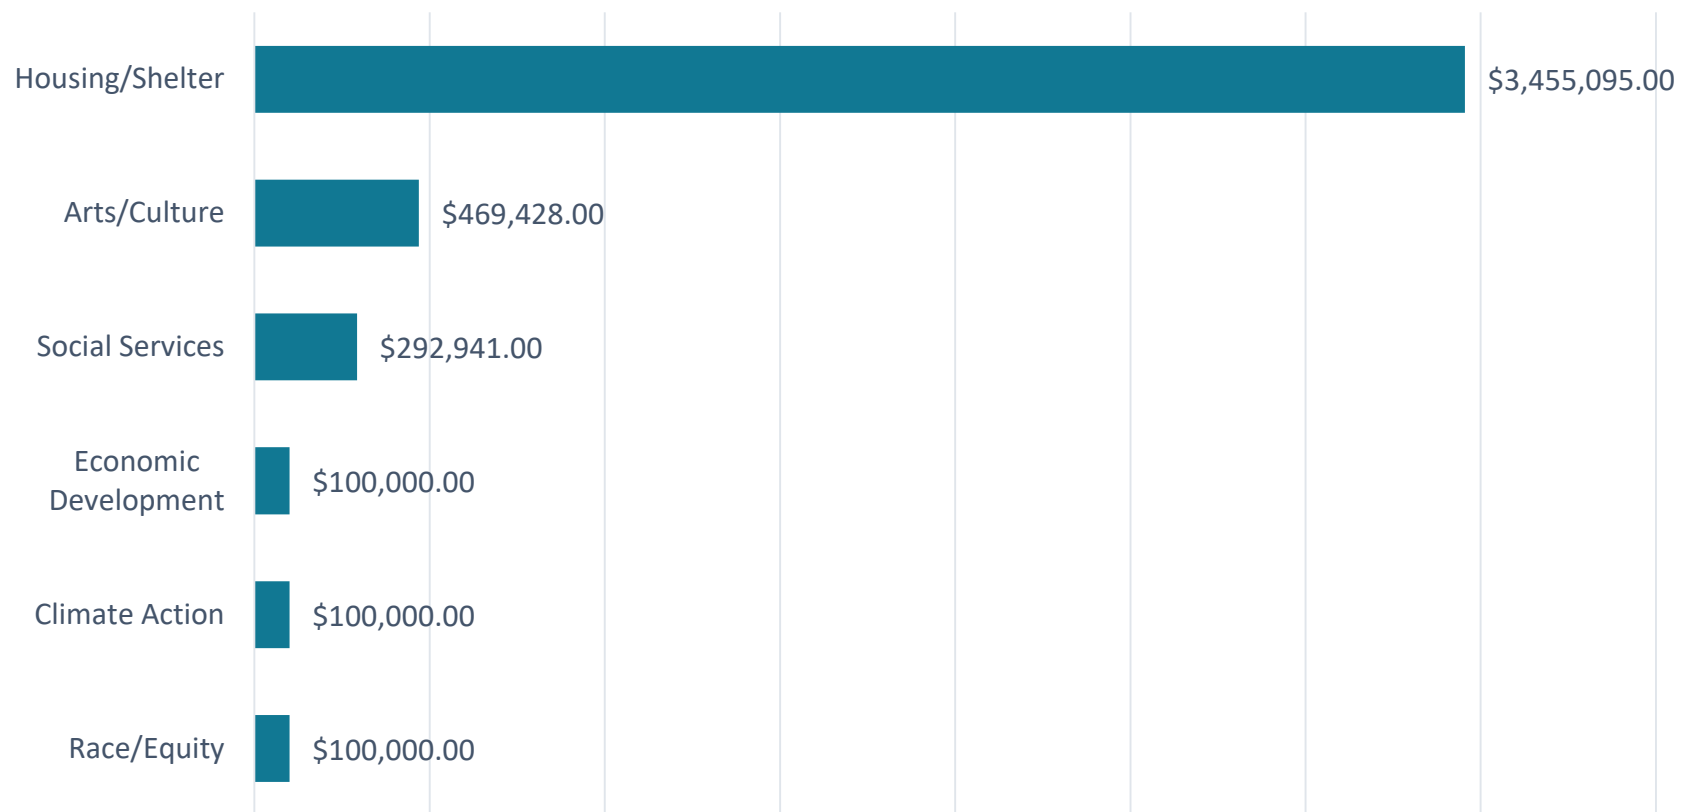 Housing/Shelter
$3,455,095.00
Arts/Culture
$469,428.00
Social Services
$292,941.00
Economic
Development
$100,000.00
Climate Action
$100,000.00
Race/Equity
$100,000.00